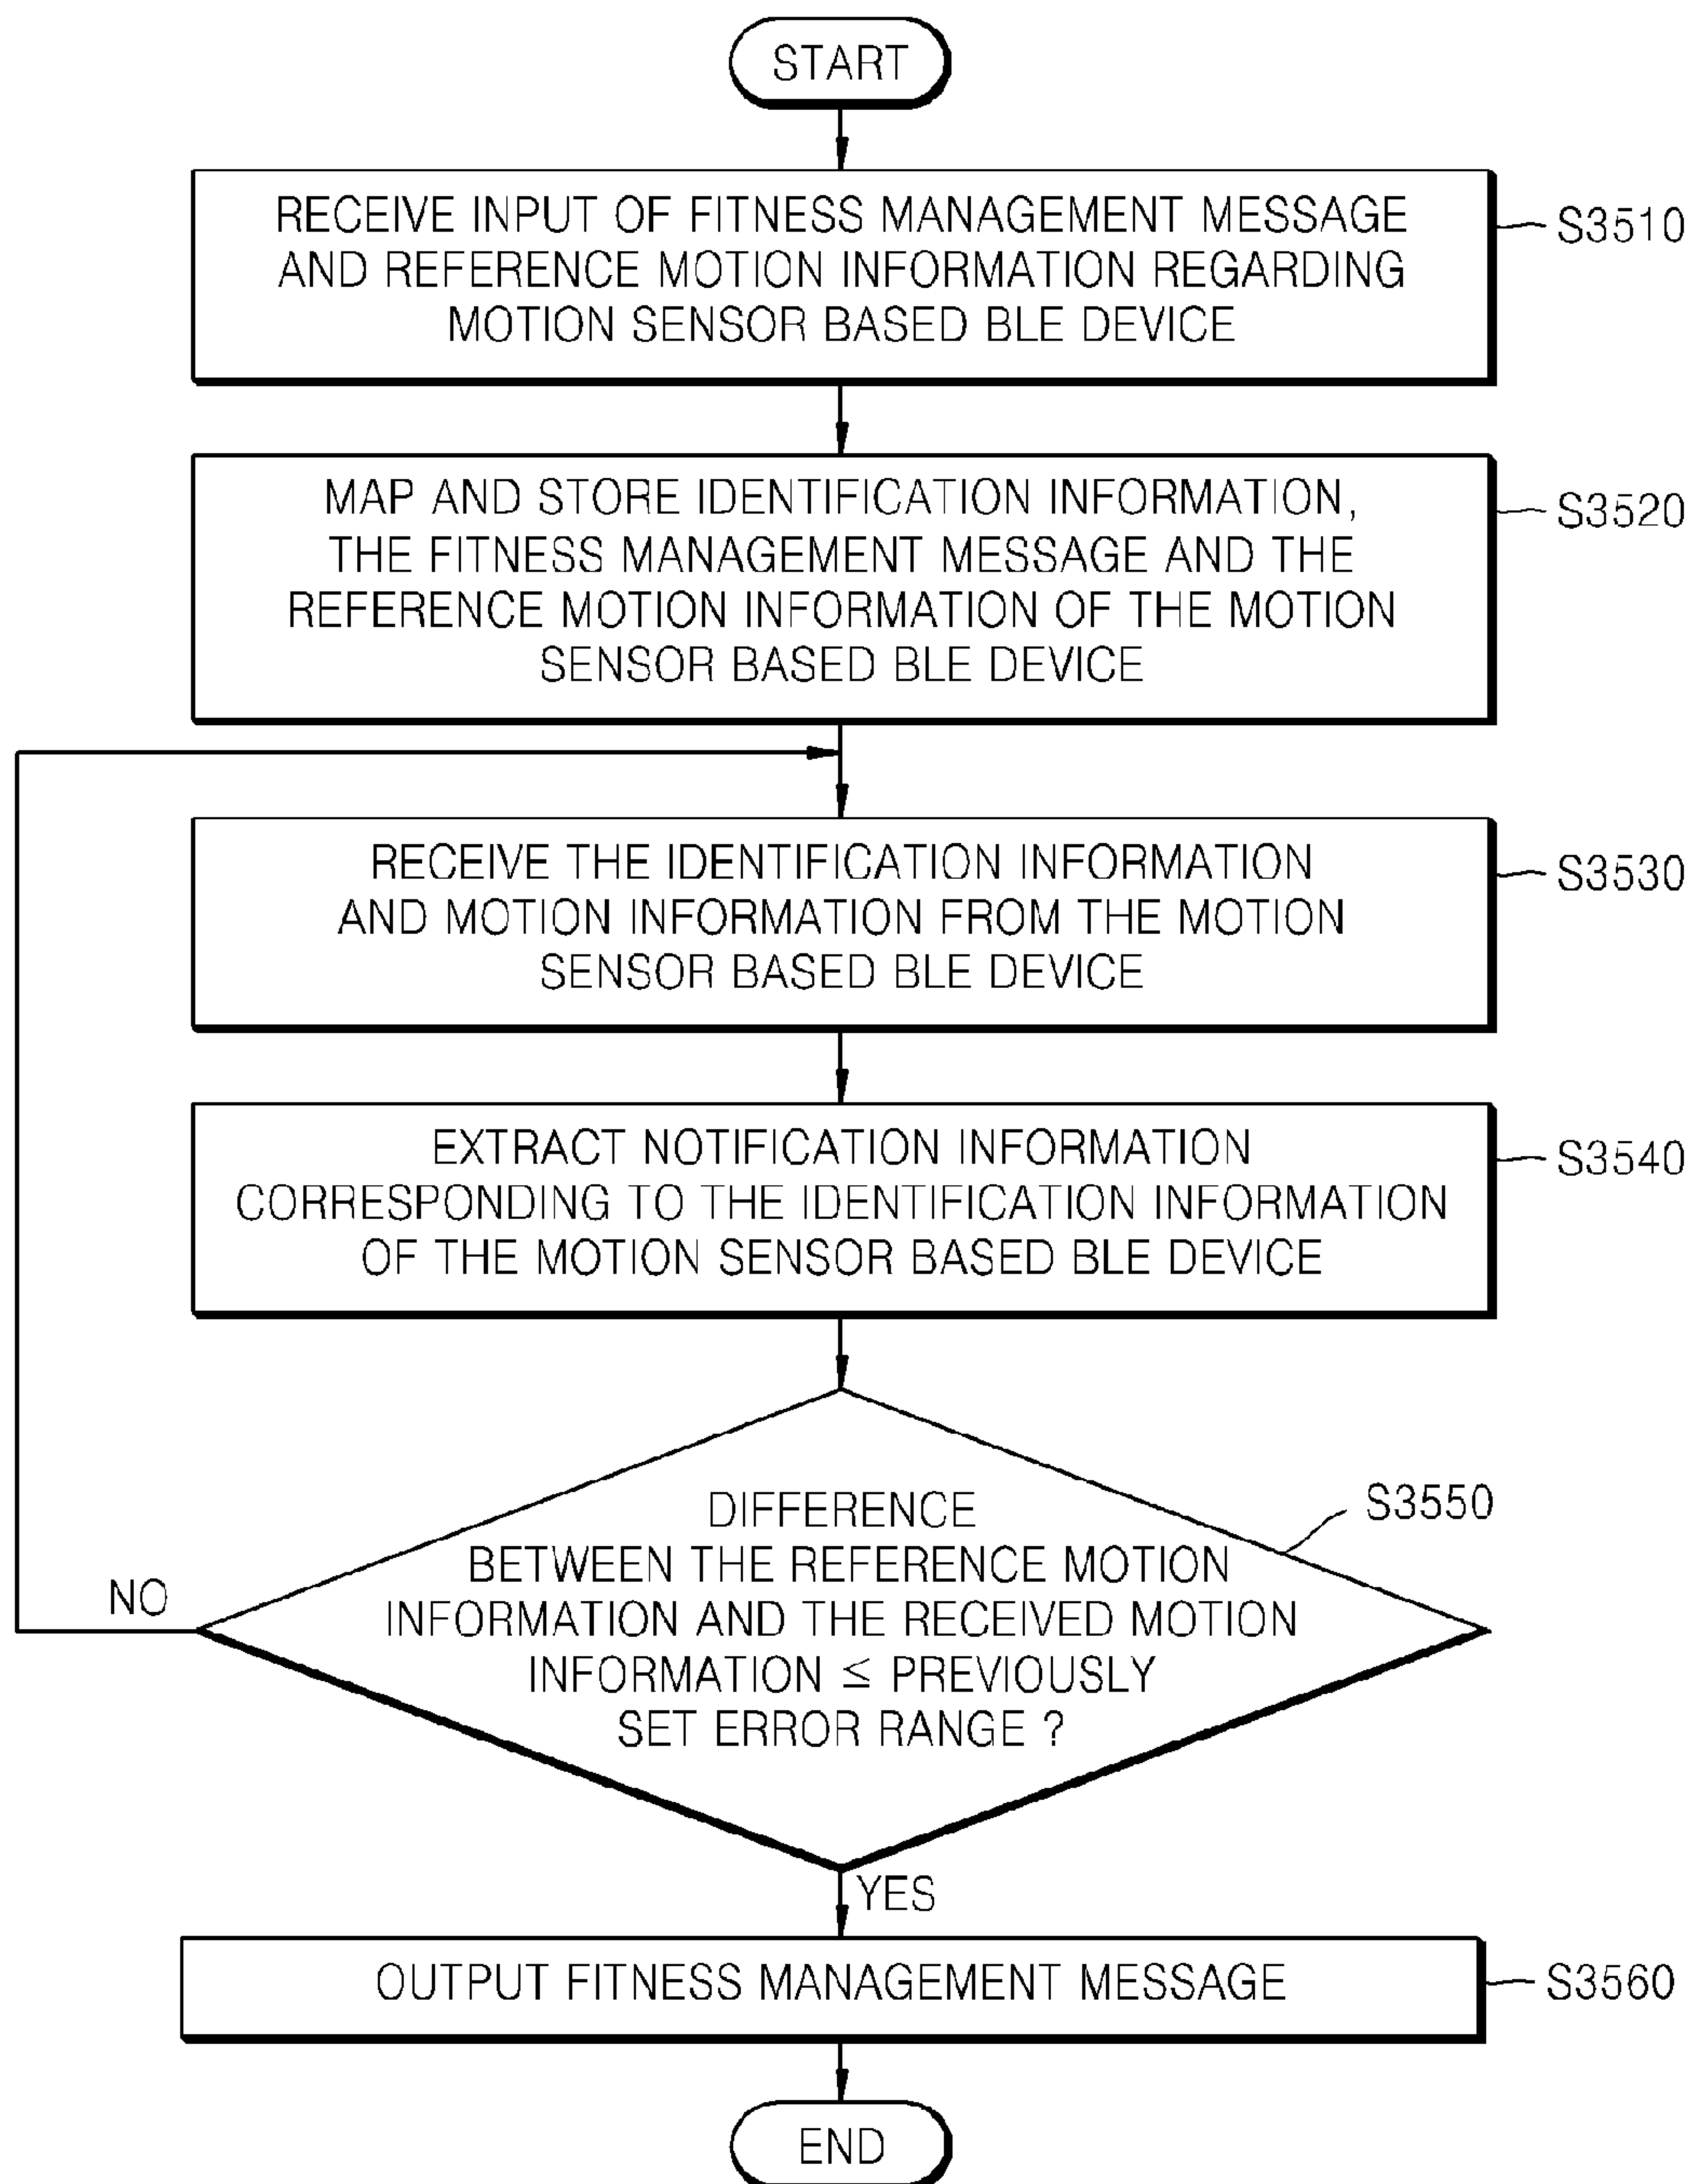 START
RECEIVE INPUT OF FITNESS MANAGEMENT MESSAGE
AND REFERENCE MOTION INFORMATION REGARDING
MOTION SENSOR BASED BLE DEVICE
S3510
MAP AND STORE IDENTIFICATION INFORMATION,
THE FITNESS MANAGEMENT MESSAGE AND THE
REFERENCE MOTION INFORMATION OF THE MOTION
SENSOR BASED BLE DEVICE
S3520
RECEIVE THE IDENTIFICATION INFORMATION
AND MOTION INFORMATION FROM THE MOTION
SENSOR BASED BLE DEVICE
S3530
EXTRACT NOTIFICATION INFORMATION
CORRESPONDING TO THE IDENTIFICATION INFORMATION
OF THE MOTION SENSOR BASED BLE DEVICE
S3540
DIFFERENCE
BETWEEN THE REFERENCE MOTION
INFORMATION AND THE RECEIVED MOTION
INFORMATION ≤ PREVIOUSLY
SET ERROR RANGE ?
S3550
NO
YES
OUTPUT FITNESS MANAGEMENT MESSAGE
S3560
END